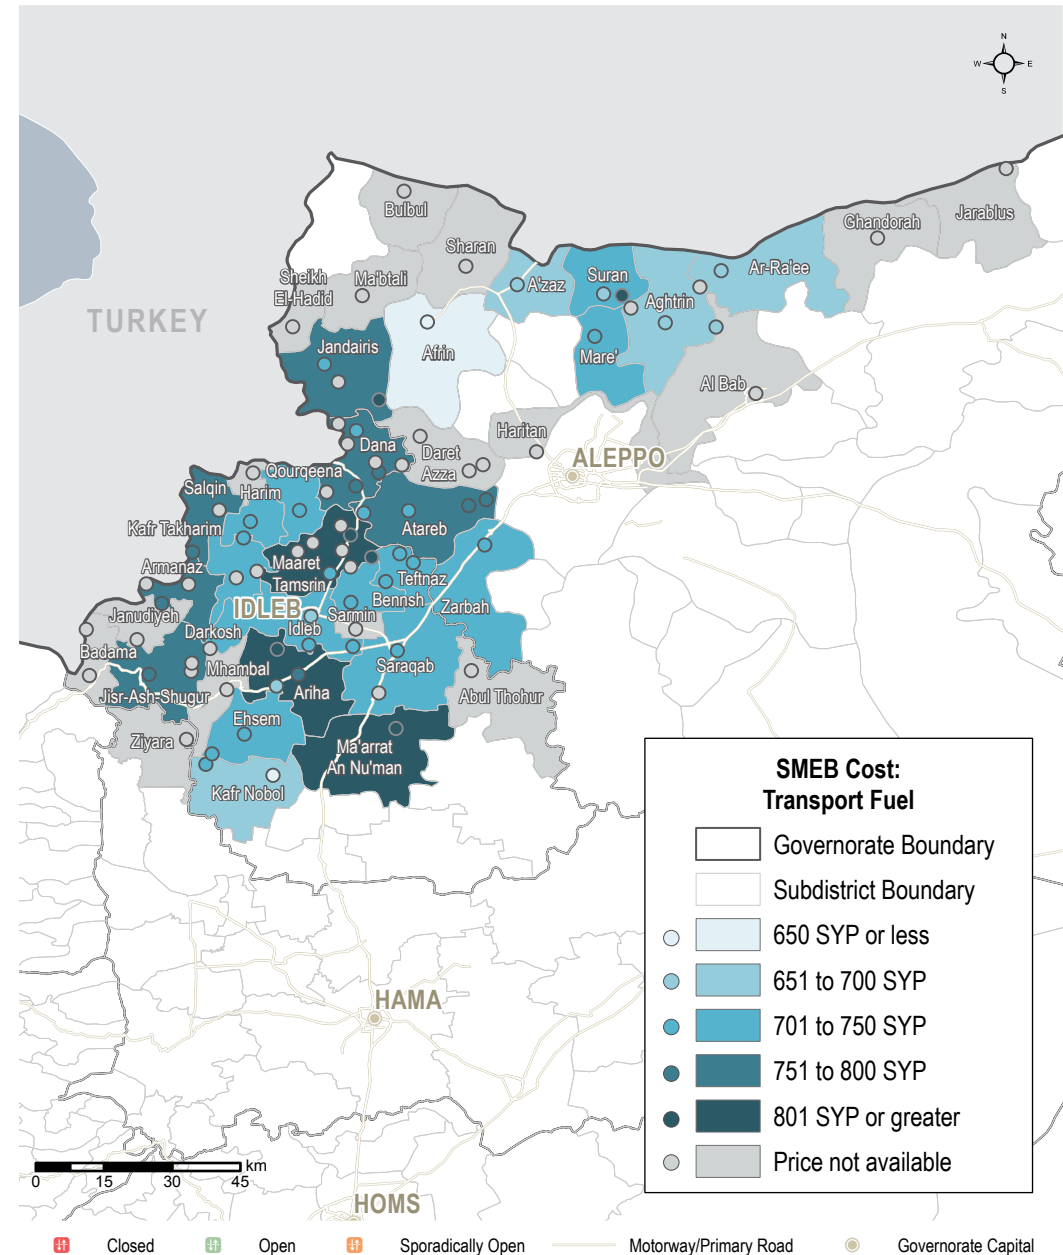 N
W E
S
Bulbul
Sharan
Ghandorah
Jarablus
Sheikh
El-Hadid
Ma'btali
A'zaz
Suran
Ar-Ra'ee
Aghtrin
TURKEY
Jandairis
Afrin
Mare'
Al Bab
Haritan
Dana
Daret
Azza
ALEPPO
Qourqeena
Salqin
Harim
Kafr Takharim
Atareb
Armanaz
Maaret
Tamsrin
Teftnaz
Bennsh
Zarbah
Janudiyeh
IDLEB
Sarmin
Darkosh
Idleb
Badama
Mhambal
Saraqab
Jisr-Ash-Shugur
Ariha
Abul Thohur
Ehsem
Ziyara
Ma'arrat
An Nu'man
Kafr Nobol
SMEB Cost:
Transport Fuel
Governorate Boundary
Subdistrict Boundary
650 SYP or less
651 to 700 SYP
701 to 750 SYP
751 to 800 SYP
801 SYP or greater
Price not available
HAMA
km
0 15 30 45
HOMS
Closed Open Sporadically Open Motorway/Primary Road Governorate Capital